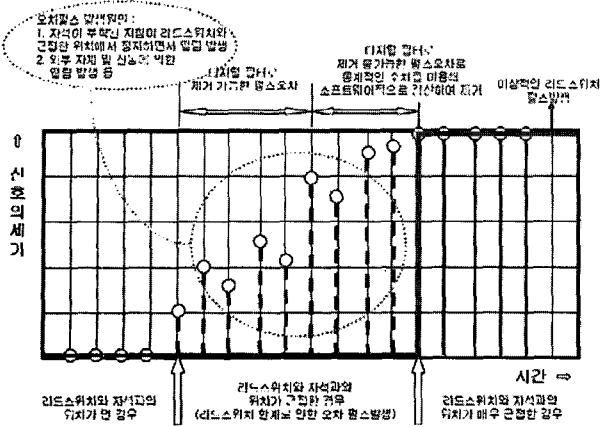 오차펄스 발생원인 :
1. 자석이 부착된 지침이 리드스위치와
근접한 위치에서 정지하면서 떨림 발생
2. 외부 자계 및 진동에 의한
떨림 발생 등
디지털 필터로
제거 가능한 펄스오차
디지털 필터로
제거 불가능한 펄스오차로
통계적인 수치를 이용해
소프트웨어적으로 계산하여 제거
이상적인 리드스위치
펄스발생
⇧ 신호의세기
시간 ⇨
리드스위치와 자석과의
위치가 먼 경우
리드스위치와 자석과의
위치가 근접한 경우
(리드스위치 한계로 인한 오차 펄스발생)
리드스위치와 자석과의
위치가 매우 근접한 경우